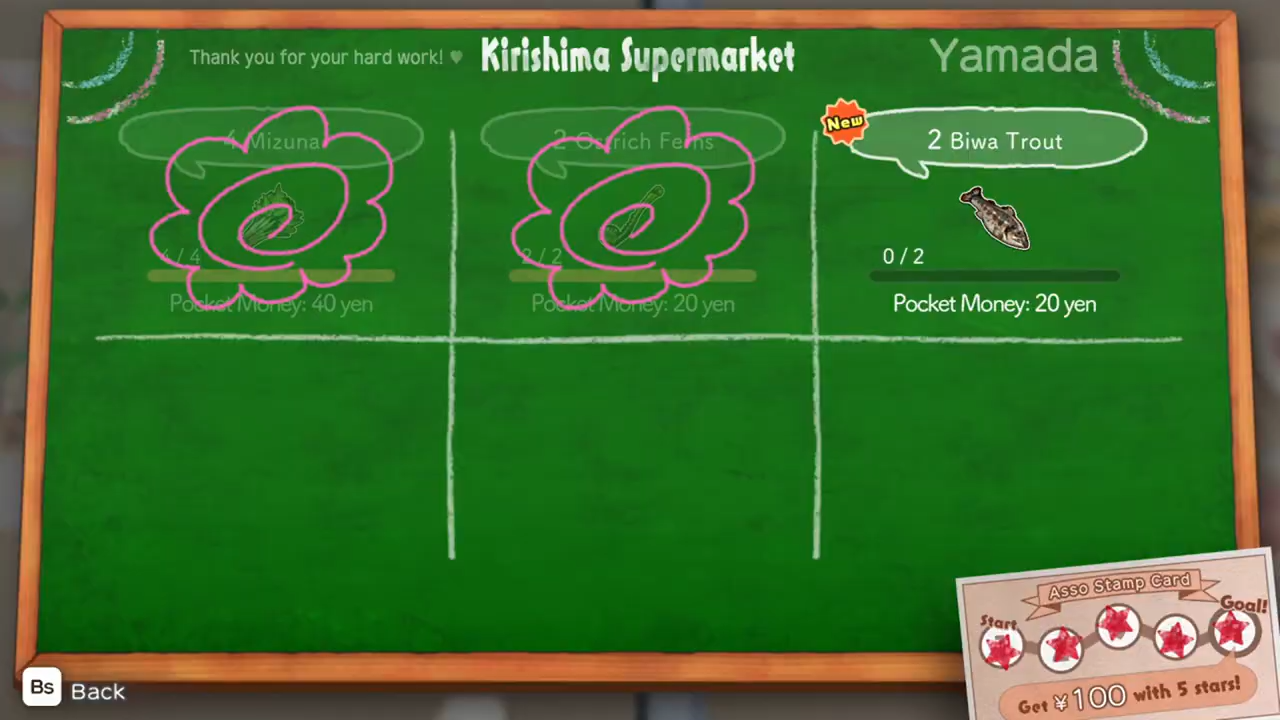 Thank you for your hard work! ♥
Kirishima Supermarket
Yamada
4 Mizuna
2 Ostrich Ferns
New
2 Biwa Trout
4 / 4
2 / 2
0 / 2
Pocket Money: 40 yen
Pocket Money: 20 yen
Pocket Money: 20 yen
Asso Stamp Card
Start
Goal!
Get ¥100 with 5 stars!
Bs Back